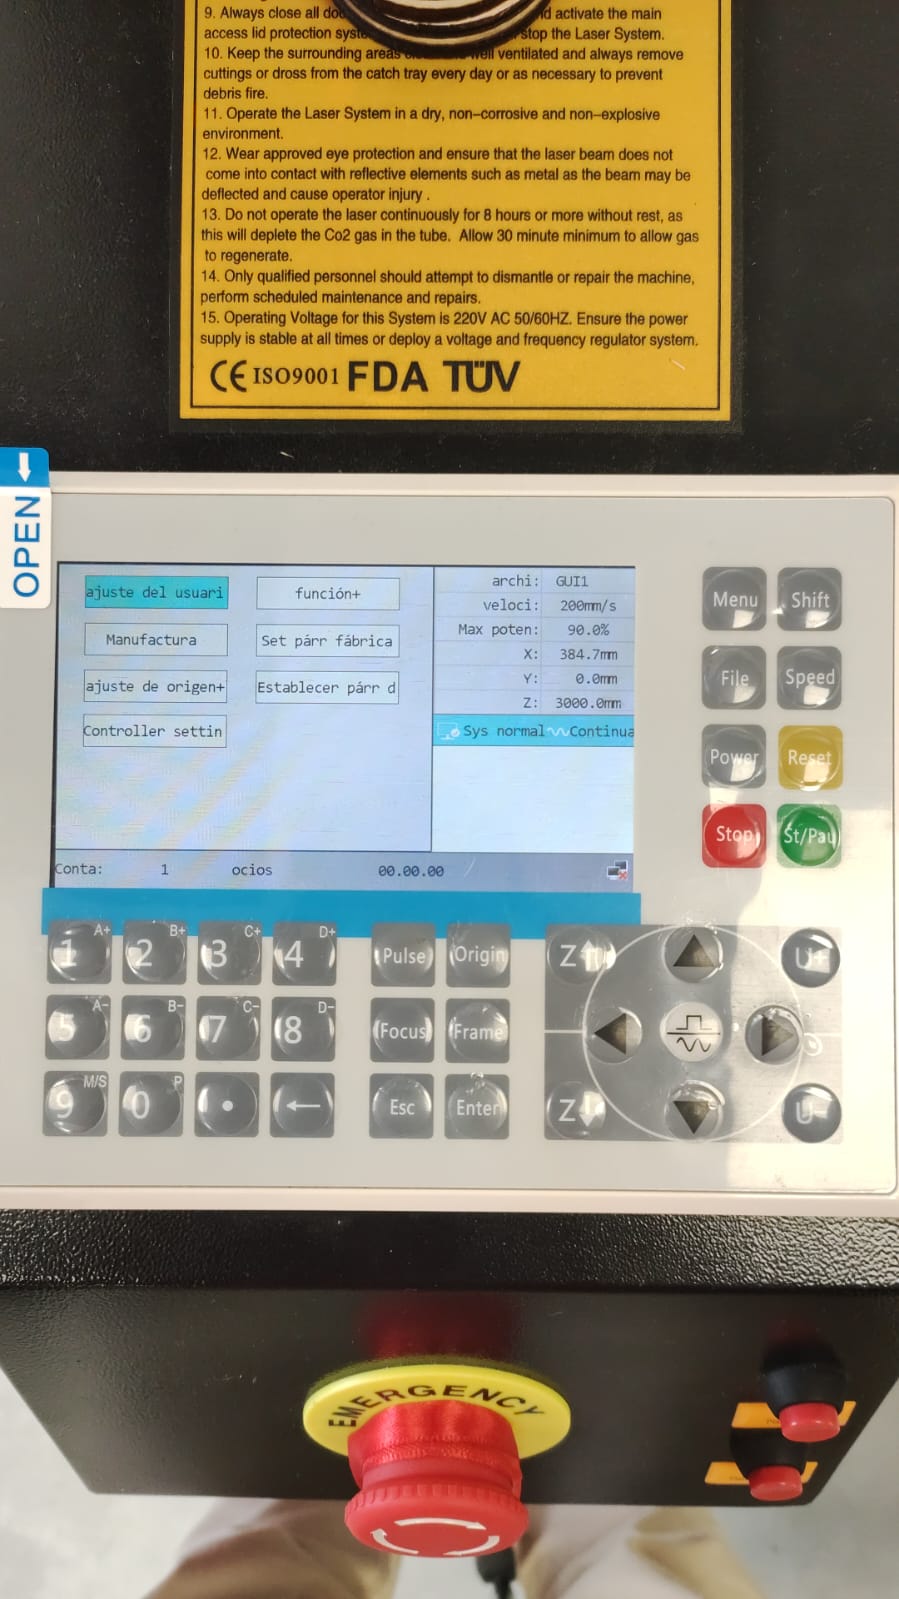 9. Always close all activate the main
access lid protection stop the Laser System.
10. Keep the surrounding areas well ventilated and always remove
cuttings or dross from the catch tray every day or as necessary to prevent
debris fire.
11. Operate the Laser System in a dry, non–corrosive and non–explosive
environment.
12. Wear approved eye protection and ensure that the laser beam does not
come into contact with reflective elements such as metal as the beam may be
deflected and cause operator injury .
13. Do not operate the laser continuously for 8 hours or more without rest, as
this will deplete the Co2 gas in the tube. Allow 30 minute minimum to allow gas
to regenerate.
14. Only qualified personnel should attempt to dismantle or repair the machine,
perform scheduled maintenance and repairs.
15. Operating Voltage for this System is 220V AC 50/60HZ. Ensure the power
supply is stable at all times or deploy a voltage and frequency regulator system.
CE ISO9001 FDA TÜV
OPEN
ajuste del usuari función+
Manufactura Set párr fábrica
ajuste de origen+ Establecer párr d
Controller settin
archi: GUI1
veloci: 200mm/s
Max poten: 90.0%
X: 384.7mm
Y: 0.0mm
Z: 3000.0mm
Sys normal Continua
Conta: 1 ocios 00.00.00
Menu Shift
File Speed
Power Reset
Stop St/Pau
1 A+ 2 B+ 3 C+ 4 D+ Pulse Origin Z U+
5 A- 6 B- 7 C- 8 D- Focus Frame
9 M/S 0 P . Esc Enter Z U-
EMERGENCY